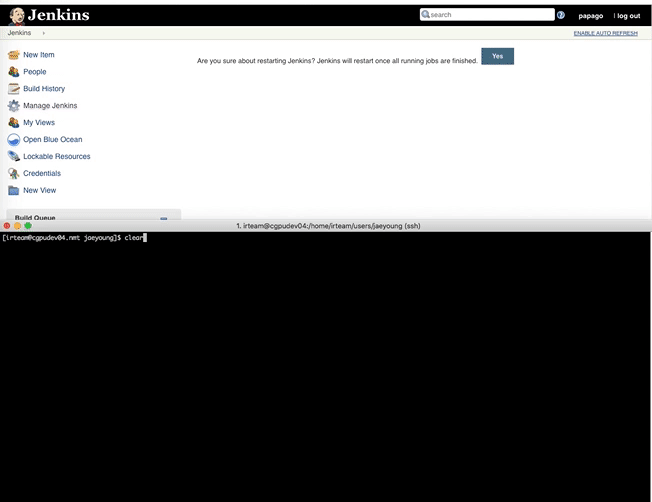 Jenkins
search
papago
| log out
Jenkins ›
ENABLE AUTO REFRESH
New Item
People
Build History
Manage Jenkins
My Views
Open Blue Ocean
Lockable Resources
Credentials
New View
Are you sure about restarting Jenkins? Jenkins will restart once all running jobs are finished.
Yes
Build Queue
1. irteam@cgpudev04:/home/irteam/users/jaeyoung (ssh)
[irteam@cgpudev04.nmt jaeyoung]$ clear